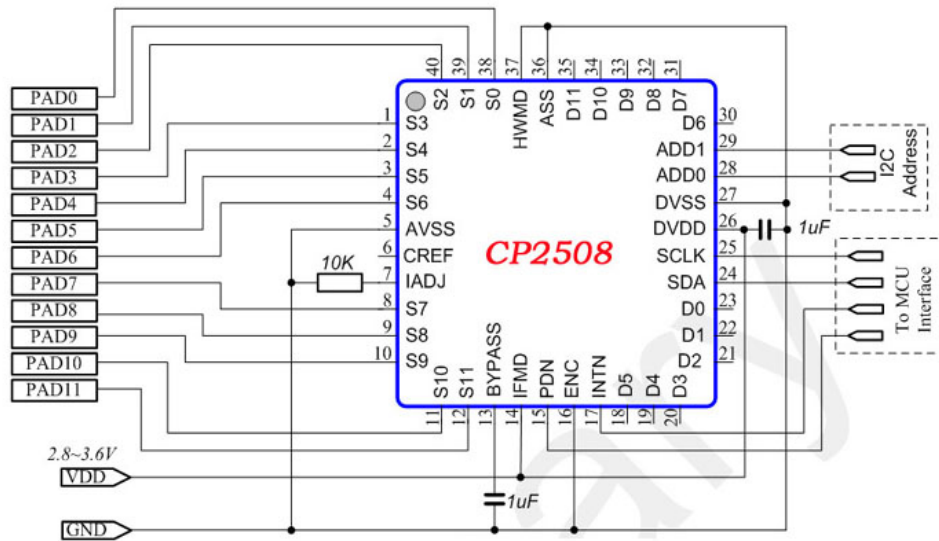 PAD0
PAD1
PAD2
PAD3
PAD4
PAD5
PAD6
PAD7
PAD8
PAD9
PAD10
PAD11
2.8~3.6V
VDD
GND
40
39
38
37
36
35
34
33
32
31
S2
S1
S0
HWMD
ASS
D11
D10
D9
D8
D7
1 S3
2 S4
3 S5
4 S6
5 AVSS
6 CREF
7 IADJ
8 S7
9 S8
10 S9
10K
CP2508
D6 30
ADD1 29
ADD0 28
DVSS 27
DVDD 26
SCLK 25
SDA 24
D0 23
D1 22
D2 21
1uF
I2C
Address
To MCU
Interface
S10
S11
BYPASS
IFMD
PDN
ENC
INTN
D5
D4
D3
11
12
13
14
15
16
17
18
19
20
1uF
ary